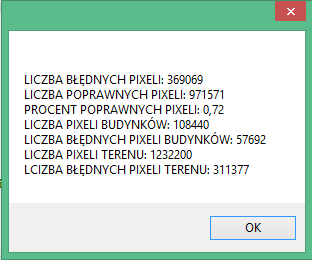 LICZBA BŁĘDNYCH PIXELI: 369069
LICZBA POPRAWNYCH PIXELI: 971571
PROCENT POPRAWNYCH PIXELI: 0,72
LICZBA PIXELI BUDYNKÓW: 108440
LICZBA BŁĘDNYCH PIXELI BUDYNKÓW: 57692
LICZBA PIXELI TERENU: 1232200
LCIZBA BŁĘDNYCH PIXELI TERENU: 311377
OK